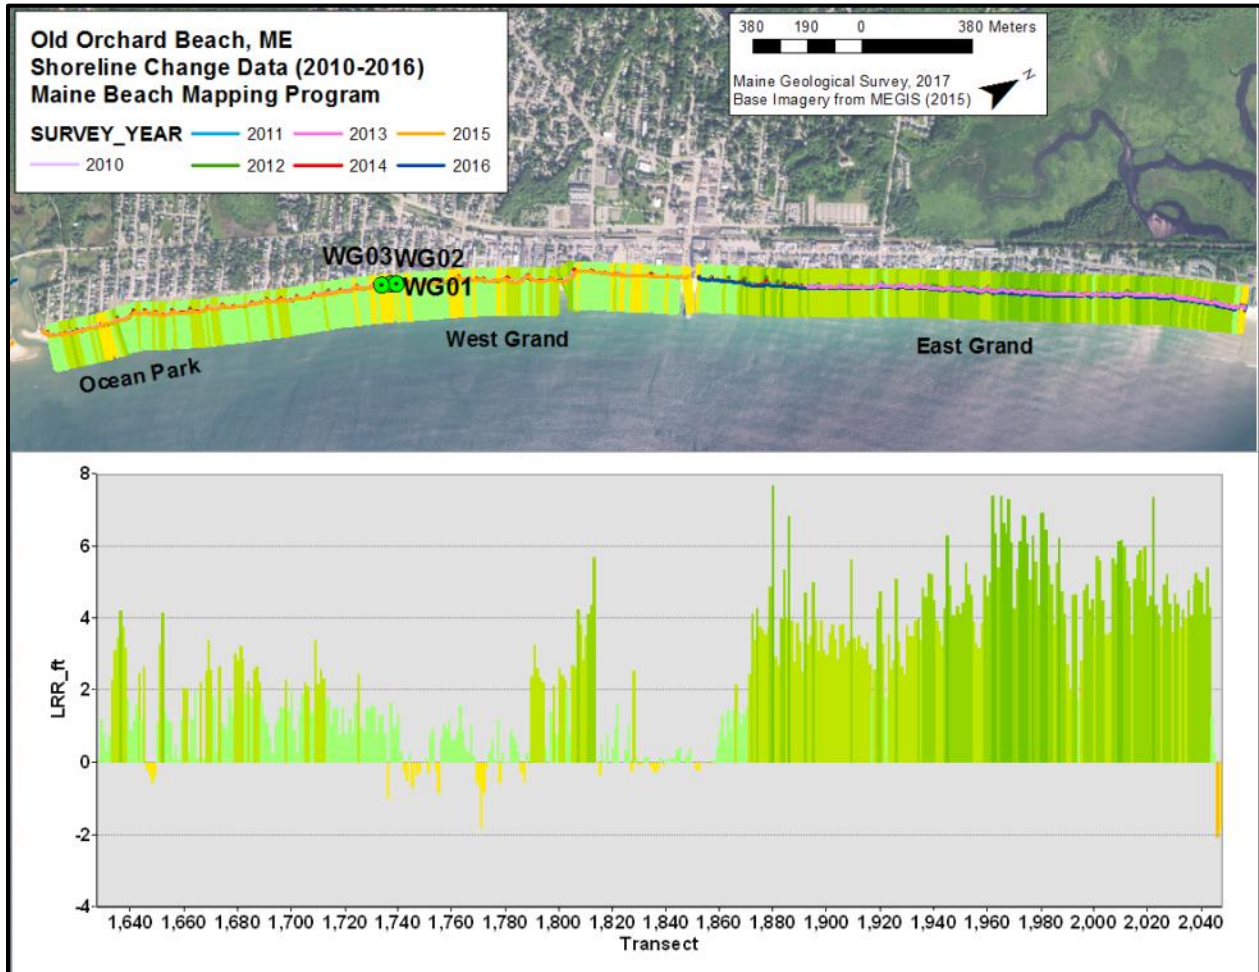 Old Orchard Beach, ME
Shoreline Change Data (2010-2016)
Maine Beach Mapping Program
SURVEY_YEAR
2011
2013
2015
2010
2012
2014
2016
380 190 0 380 Meters
Maine Geological Survey, 2017
Base Imagery from MEGIS (2015)
N
WG03 WG02
WG01
West Grand
East Grand
Ocean Park
8
6
4
2
0
-2
-4
LRR_ft
1,640 1,660 1,680 1,700 1,720 1,740 1,760 1,780 1,800 1,820 1,840 1,860 1,880 1,900 1,920 1,940 1,960 1,980 2,000 2,020 2,040
Transect